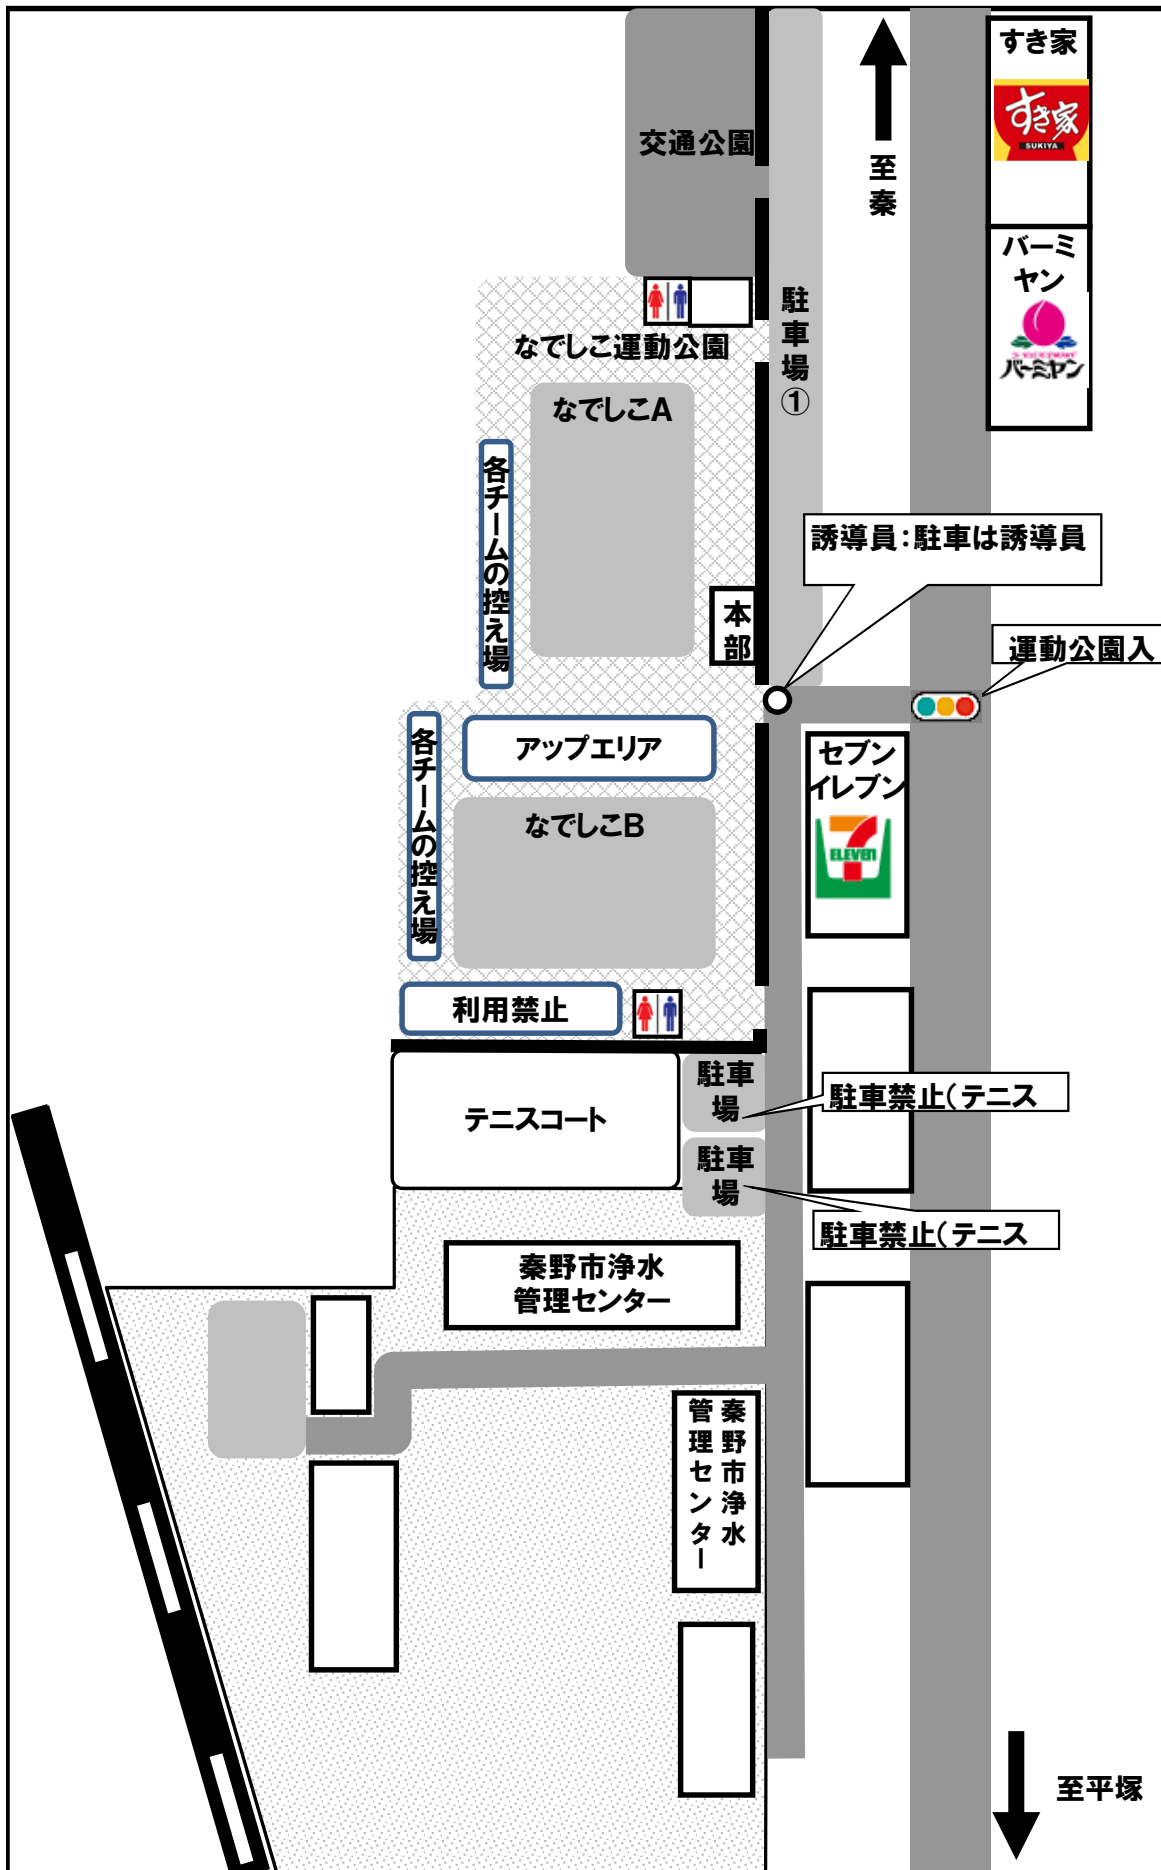 すき家
すき家
SUKIYA
交通公園
至秦
バーミ
ヤン
バーミヤン
駐車場①
なでしこ運動公園
なでしこA
各チームの控え場
誘導員：駐車は誘導員
本部
運動公園入
アップエリア
各チームの控え場
セブン
イレブン
7
ELEVEn
なでしこB
利用禁止
駐車
場
駐車禁止（テニス
テニスコート
駐車
場
駐車禁止（テニス
秦野市浄水
管理センター
秦野市浄水
管理センター
至平塚